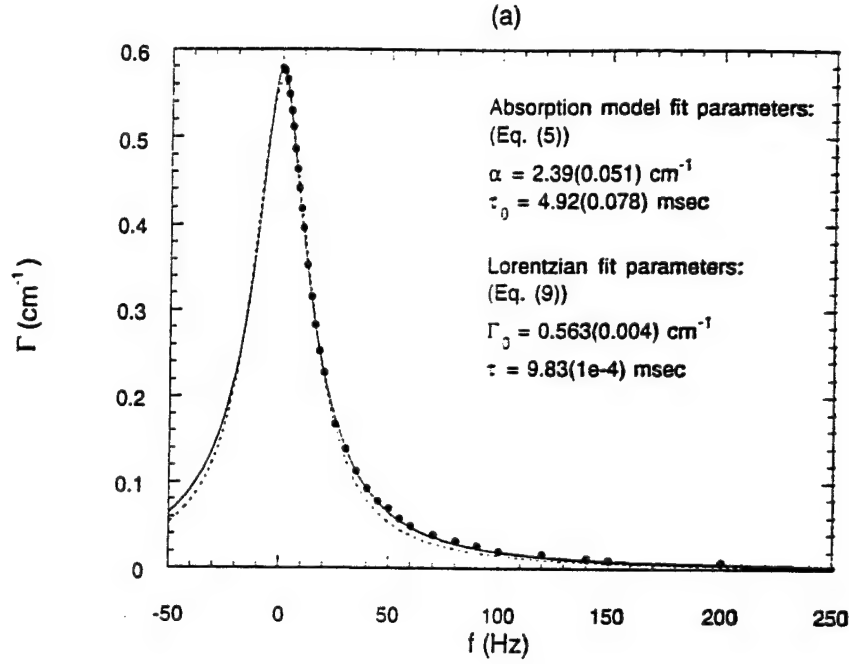 (a)
0.6
0.5
0.4
0.3
0.2
0.1
0
Γ (cm⁻¹)
Absorption model fit parameters:
(Eq. (5))
α = 2.39(0.051) cm⁻¹
τ₀ = 4.92(0.078) msec
Lorentzian fit parameters:
(Eq. (9))
Γ₀ = 0.563(0.004) cm⁻¹
τ = 9.83(1e-4) msec
-50 0 50 100 150 200 250
f (Hz)